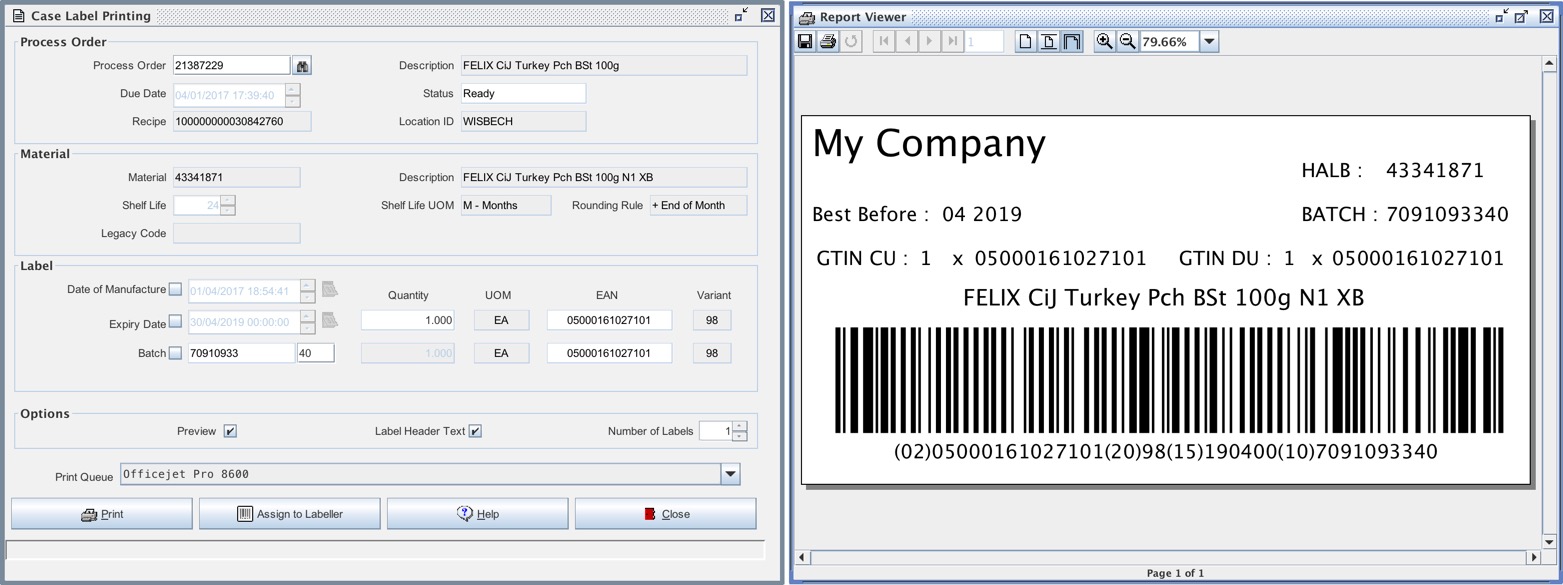 Case Label Printing
Process Order
Process Order 21387229 Description FELIX CiJ Turkey Pch BSt 100g
Due Date 04/01/2017 17:39:40 Status Ready
Recipe 100000000030842760 Location ID WISBECH
Material
Material 43341871 Description FELIX CiJ Turkey Pch BSt 100g N1 XB
Shelf Life 24 Shelf Life UOM M - Months Rounding Rule + End of Month
Legacy Code
Label
Date of Manufacture 01/04/2017 18:54:41 Quantity UOM EAN Variant
Expiry Date 30/04/2019 00:00:00 1.000 EA 05000161027101 98
Batch 70910933 40 1.000 EA 05000161027101 98
Options
Preview Label Header Text Number of Labels 1
Print Queue Officejet Pro 8600
Print Assign to Labeller Help Close
Report Viewer
1 79.66%
My Company
HALB : 43341871
Best Before : 04 2019 BATCH : 7091093340
GTIN CU : 1 x 05000161027101 GTIN DU : 1 x 05000161027101
FELIX CiJ Turkey Pch BSt 100g N1 XB
(02)05000161027101(20)98(15)190400(10)7091093340
Page 1 of 1